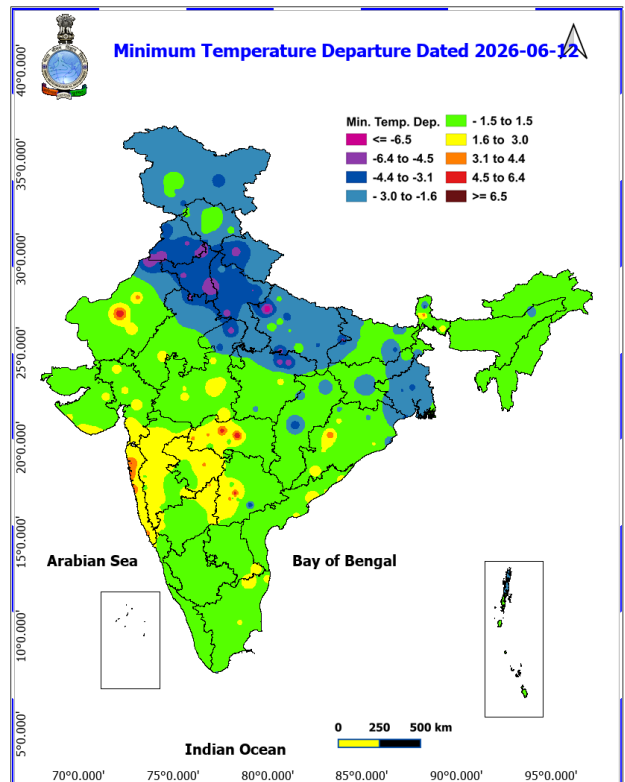 Minimum Temperature Departure Dated 2026-06-12
Min. Temp. Dep.
<= -6.5
-6.4 to -4.5
-4.4 to -3.1
- 3.0 to -1.6
- 1.5 to 1.5
1.6 to 3.0
3.1 to 4.4
4.5 to 6.4
>= 6.5
40°0.000'
35°0.000'
30°0.000'
25°0.000'
20°0.000'
15°0.000'
10°0.000'
5°0.000'
Arabian Sea
Bay of Bengal
0 250 500 km
Indian Ocean
70°0.000' 75°0.000' 80°0.000' 85°0.000' 90°0.000' 95°0.000'